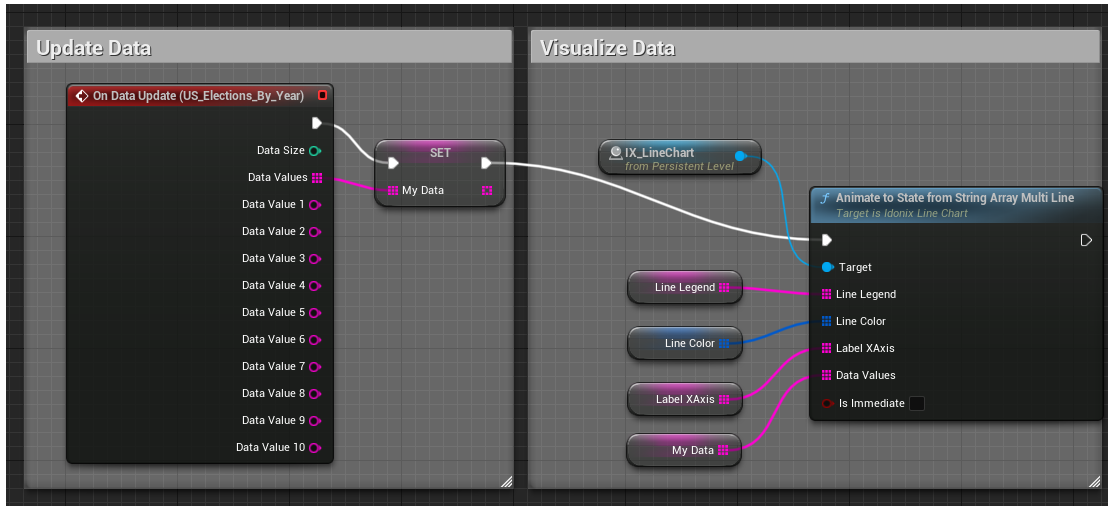 Update Data
On Data Update (US_Elections_By_Year)
Data Size
Data Values
Data Value 1
Data Value 2
Data Value 3
Data Value 4
Data Value 5
Data Value 6
Data Value 7
Data Value 8
Data Value 9
Data Value 10
SET
My Data
Visualize Data
IX_LineChart
from Persistent Level
Line Legend
Line Color
Label XAxis
My Data
Animate to State from String Array Multi Line
Target is Idonix Line Chart
Target
Line Legend
Line Color
Label XAxis
Data Values
Is Immediate